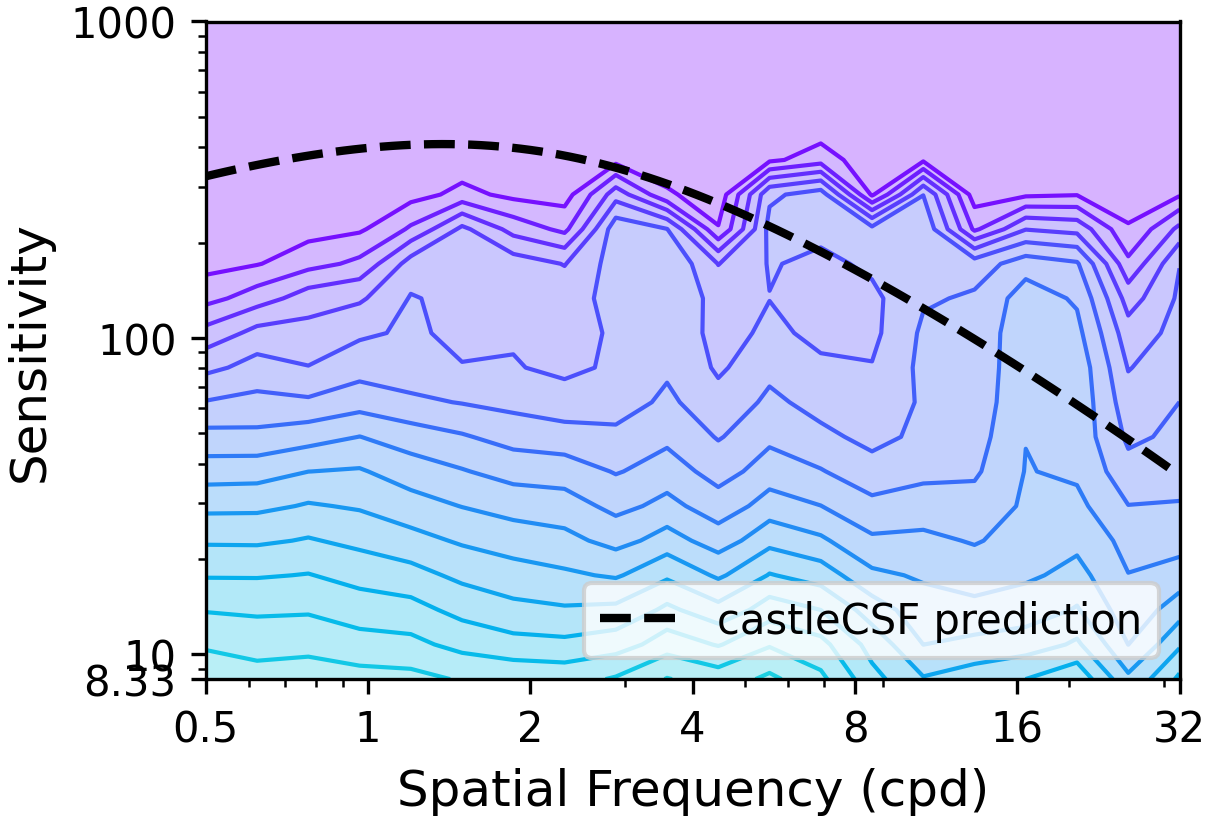 1000
100
10
8.33
Sensitivity
castleCSF prediction
0.5 1 2 4 8 16 32
Spatial Frequency (cpd)